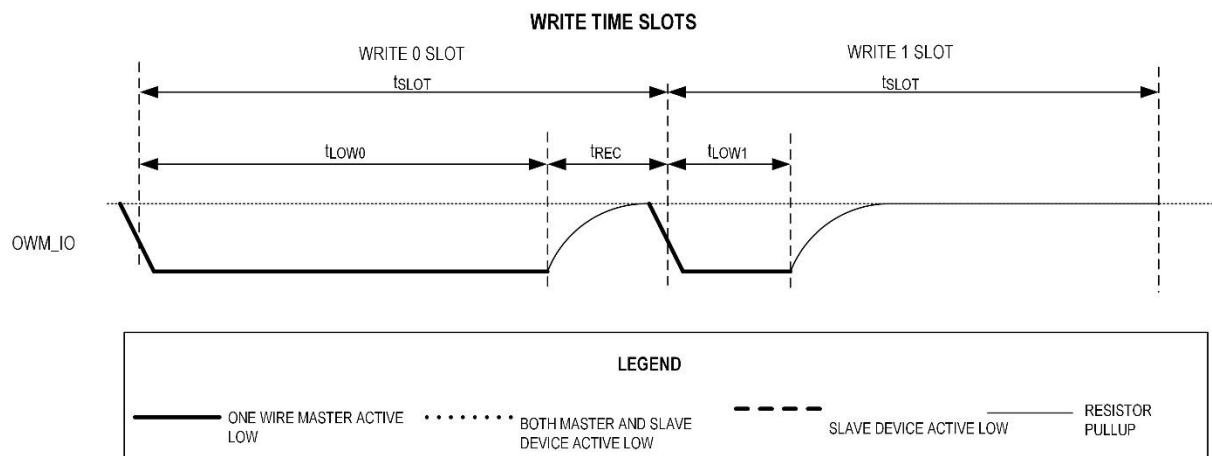 WRITE TIME SLOTS
WRITE 0 SLOT
WRITE 1 SLOT
tSLOT
tSLOT
tLOW0
tREC
tLOW1
OWM_IO
LEGEND
ONE WIRE MASTER ACTIVE
LOW
BOTH MASTER AND SLAVE
DEVICE ACTIVE LOW
SLAVE DEVICE ACTIVE LOW
RESISTOR
PULLUP